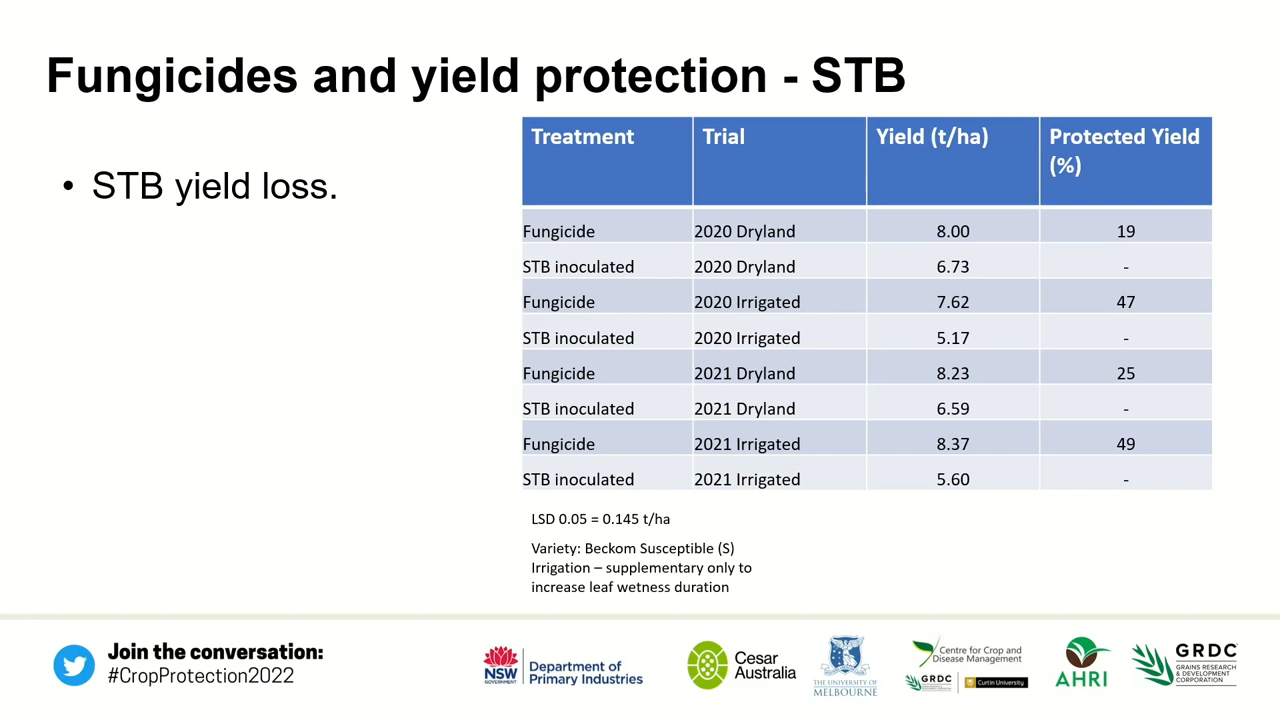 Fungicides and yield protection - STB
• STB yield loss.
Treatment Trial Yield (t/ha) Protected Yield (%)
Fungicide 2020 Dryland 8.00 19
STB inoculated 2020 Dryland 6.73 -
Fungicide 2020 Irrigated 7.62 47
STB inoculated 2020 Irrigated 5.17 -
Fungicide 2021 Dryland 8.23 25
STB inoculated 2021 Dryland 6.59 -
Fungicide 2021 Irrigated 8.37 49
STB inoculated 2021 Irrigated 5.60 -
LSD 0.05 = 0.145 t/ha
Variety: Beckom Susceptible (S)
Irrigation – supplementary only to
increase leaf wetness duration
Join the conversation:
#CropProtection2022
NSW
GOVERNMENT
Department of
Primary Industries
Cesar
Australia
THE UNIVERSITY OF
MELBOURNE
Centre for Crop and
Disease Management
GRDC
Curtin University
AHRI
GRDC
GRAINS RESEARCH
& DEVELOPMENT
CORPORATION